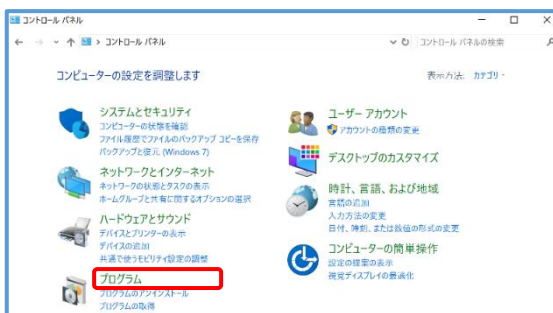 コントロール パネル
コントロール パネル
コントロール パネルの検索
コンピューターの設定を調整します
表示方法: カテゴリ
システムとセキュリティ
コンピューターの状態を確認
ファイル履歴でファイルのバックアップ コピーを保存
バックアップと復元 (Windows 7)
ネットワークとインターネット
ネットワークの状態とタスクの表示
ホームグループと共有に関するオプションの選択
ハードウェアとサウンド
デバイスとプリンターの表示
デバイスの追加
共通で使うモビリティ設定の調整
プログラム
プログラムのアンインストール
プログラムの取得
ユーザー アカウント
アカウントの種類の変更
デスクトップのカスタマイズ
時計、言語、および地域
言語の追加
入力方法の変更
日付、時刻、または数値の形式の変更
コンピューターの簡単操作
設定の提案の表示
視覚ディスプレイの最適化